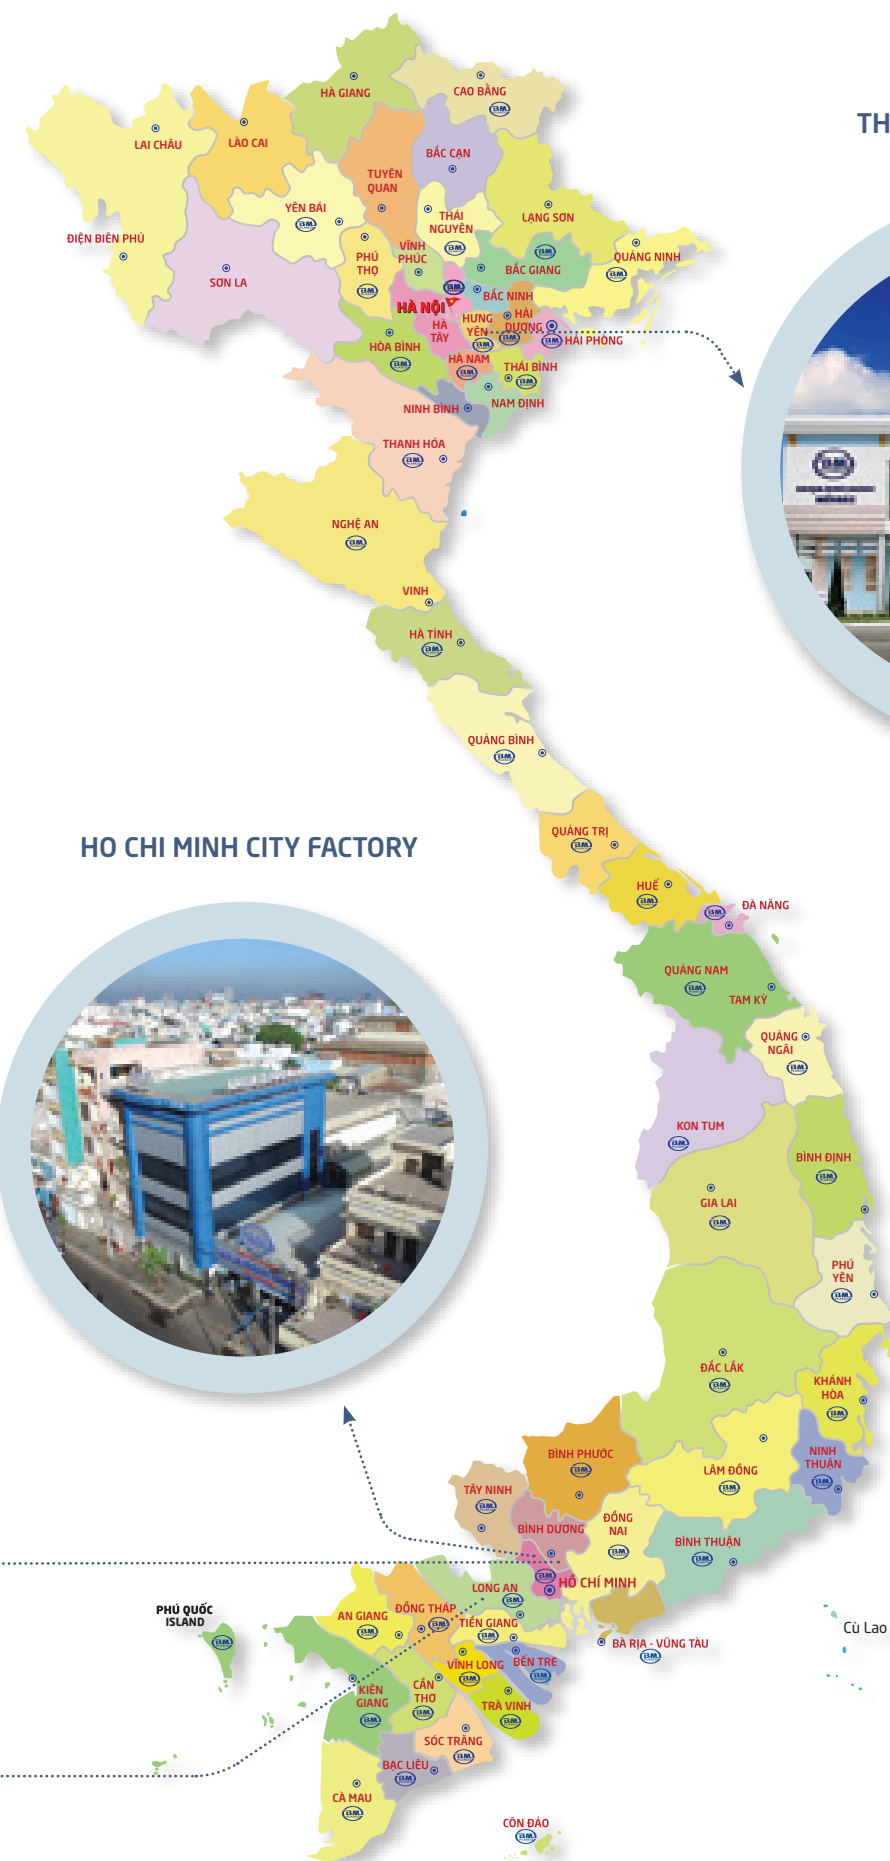 HÀ GIANG
CAO BẰNG
TH
LAI CHÂU
LÀO CAI
BẮC CẠN
TUYÊN
QUAN
YÊN BÁI
THÁI
NGUYÊN
LẠNG SƠN
ĐIỆN BIÊN PHỦ
SƠN LA
PHÚ
THỌ
VĨNH
PHÚC
BẮC GIANG
QUẢNG NINH
BẮC NINH
HÀ NỘI
HÀ
TÂY
HƯNG
YÊN
HẢI
DƯƠNG
HẢI PHÒNG
HÒA BÌNH
HÀ NAM
THÁI BÌNH
NINH BÌNH
NAM ĐỊNH
THANH HÓA
NGHỆ AN
VINH
HÀ TĨNH
QUẢNG BÌNH
QUẢNG TRỊ
HO CHI MINH CITY FACTORY
HUẾ
ĐÀ NẴNG
QUẢNG NAM
TAM KỲ
QUẢNG
NGÃI
KON TUM
BÌNH ĐỊNH
GIA LAI
PHÚ
YÊN
ĐẮC LẮK
KHÁNH
HÒA
BÌNH PHƯỚC
NINH
THUẬN
LÂM ĐỒNG
TÂY NINH
ĐỒNG
NAI
BÌNH DƯƠNG
BÌNH THUẬN
HỒ CHÍ MINH
LONG AN
PHÚ QUỐC
ISLAND
AN GIANG
ĐỒNG THÁP
TIỀN GIANG
Cù Lao
BÀ RỊA - VŨNG TÀU
VĨNH LONG
BẾN TRE
KIÊN
GIANG
CẦN
THƠ
TRÀ VINH
SÓC TRĂNG
BẠC LIÊU
CÀ MAU
CÔN ĐẢO